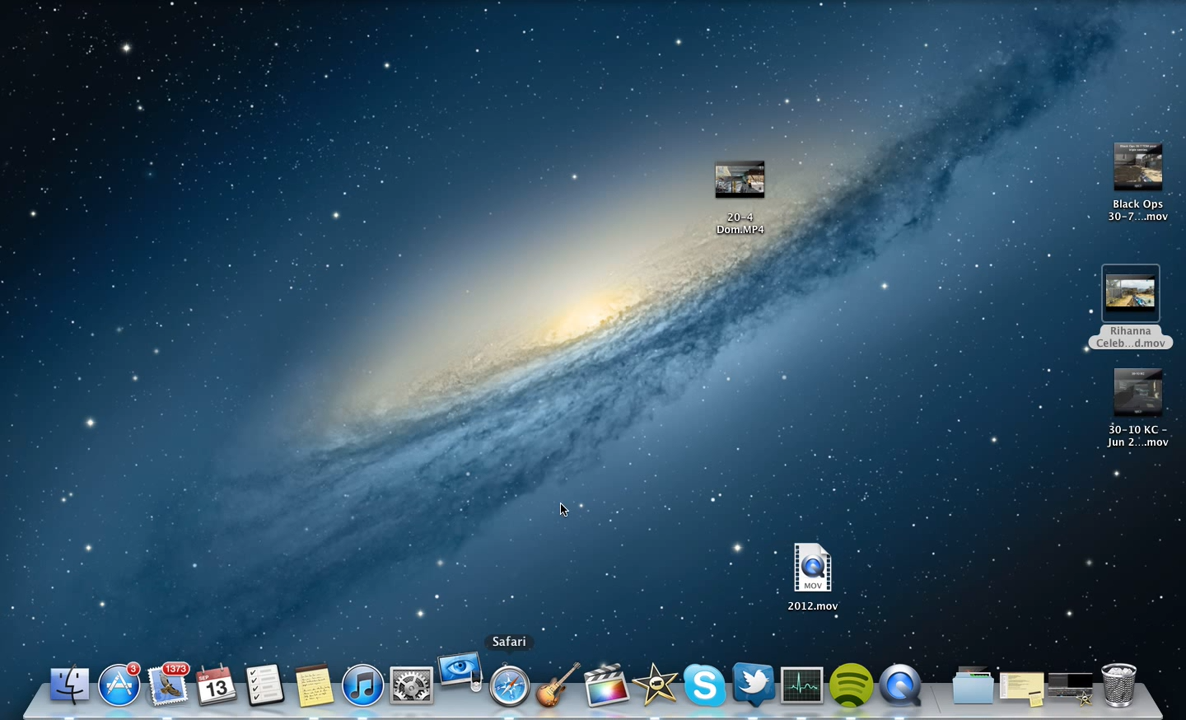 20-4
Dom.MP4
Black Ops
30-7....mov
Rihanna
Celeb...d.mov
30-10 KC -
Jun 2....mov
MOV
2012.mov
Safari
3
1373
SEP
13